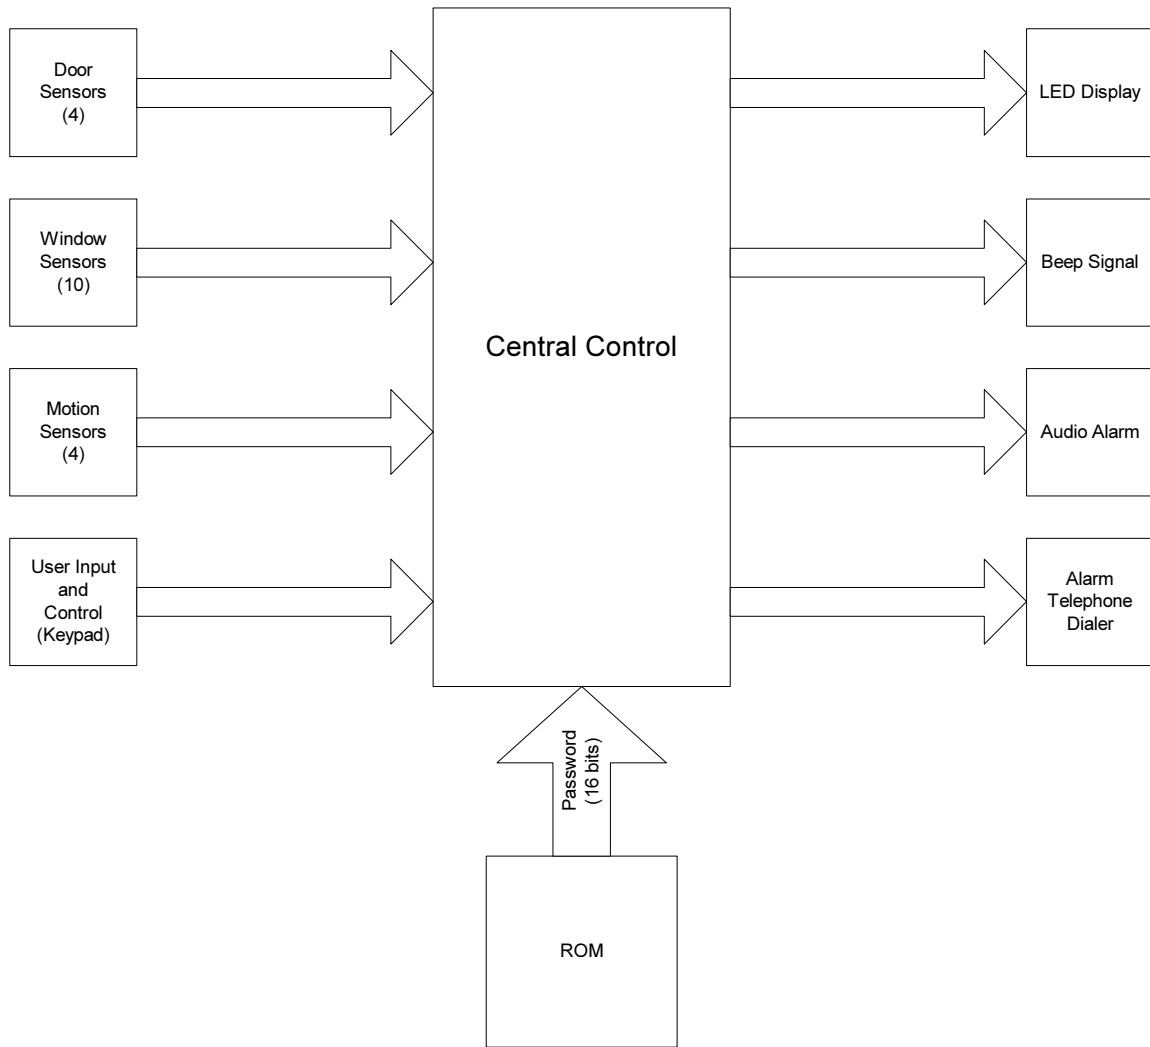 Door
Sensors
(4)
Window
Sensors
(10)
Motion
Sensors
(4)
User Input
and
Control
(Keypad)
Central Control
LED Display
Beep Signal
Audio Alarm
Alarm
Telephone
Dialer
Password
(16 bits)
ROM